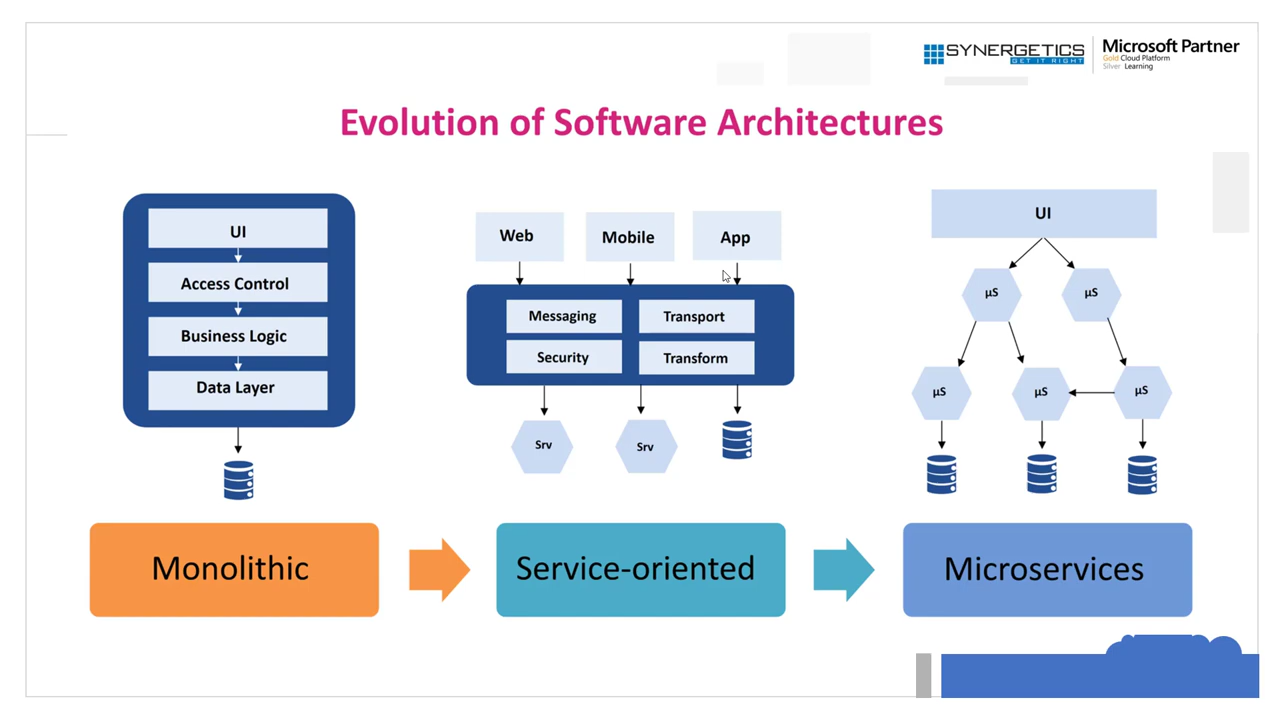 SYNERGETICS
GET IT RIGHT
Microsoft Partner
Gold Cloud Platform
Silver Learning
Evolution of Software Architectures
UI
Access Control
Business Logic
Data Layer
Monolithic
Web Mobile App
Messaging Transport
Security Transform
Srv Srv
Service-oriented
UI
μS μS
μS μS μS
Microservices